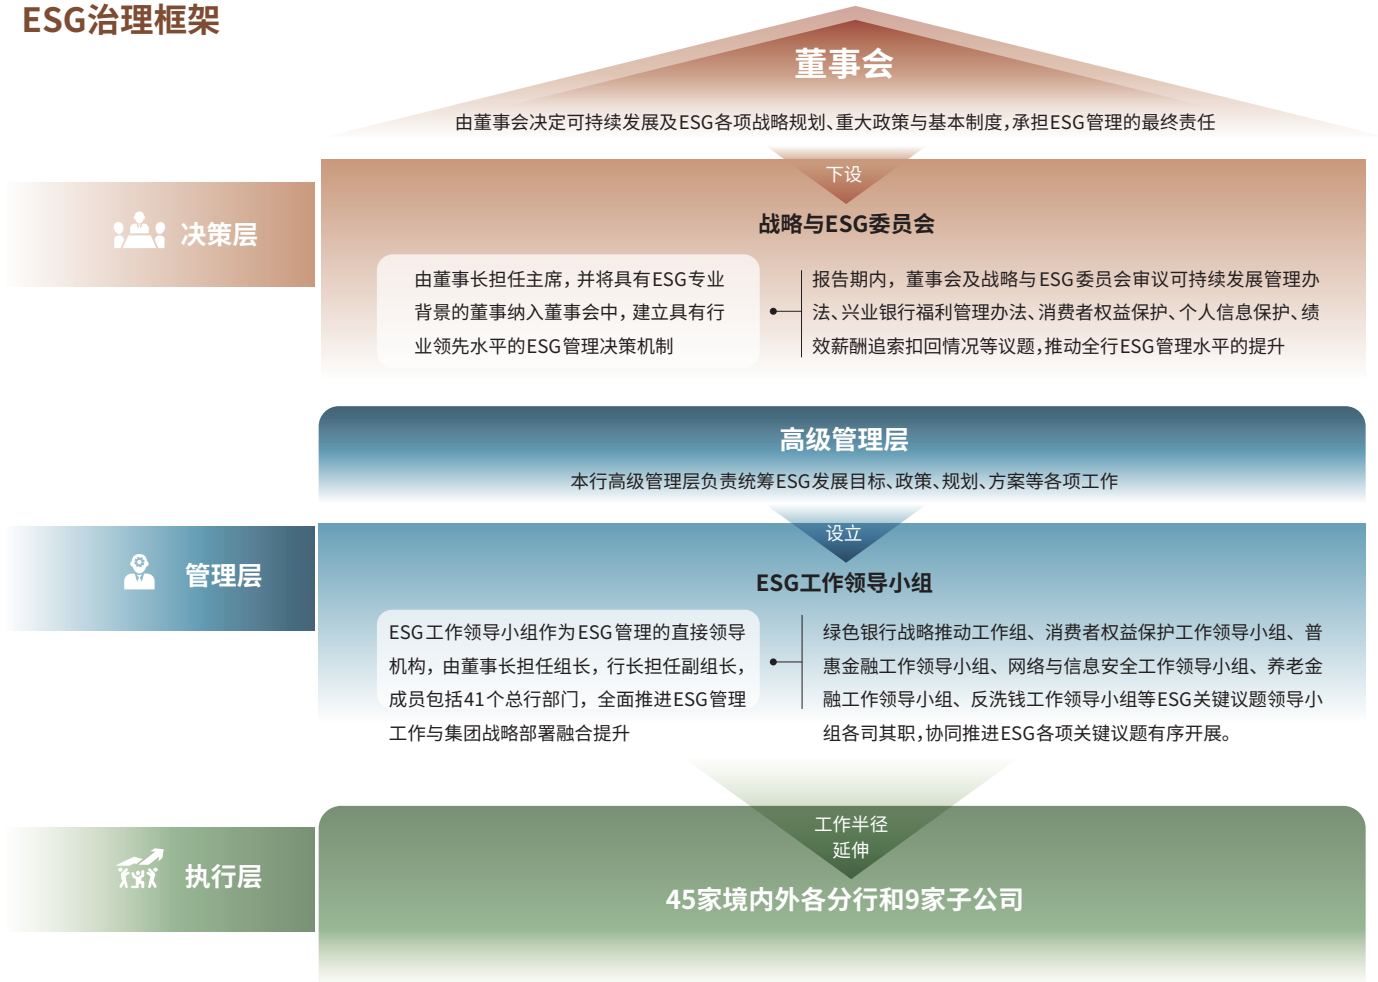 ESG治理框架
董事会
由董事会决定可持续发展及ESG各项战略规划、重大政策与基本制度,承担ESG管理的最终责任
下设
决策层
战略与ESG委员会
由董事长担任主席,并将具有ESG专业
背景的董事纳入董事会中,建立具有行
业领先水平的ESG管理决策机制
报告期内，董事会及战略与ESG委员会审议可持续发展管理办
法、兴业银行福利管理办法、消费者权益保护、个人信息保护、绩
效薪酬追索扣回情况等议题,推动全行ESG管理水平的提升
高级管理层
本行高级管理层负责统筹ESG发展目标、政策、规划、方案等各项工作
设立
管理层
ESG工作领导小组
ESG工作领导小组作为ESG管理的直接领导
机构，由董事长担任组长，行长担任副组长，
成员包括41个总行部门，全面推进ESG管理
工作与集团战略部署融合提升
绿色银行战略推动工作组、消费者权益保护工作领导小组、普
惠金融工作领导小组、网络与信息安全工作领导小组、养老金
融工作领导小组、反洗钱工作领导小组等ESG关键议题领导小
组各司其职,协同推进ESG各项关键议题有序开展。
工作半径
延伸
执行层
45家境内外各分行和9家子公司